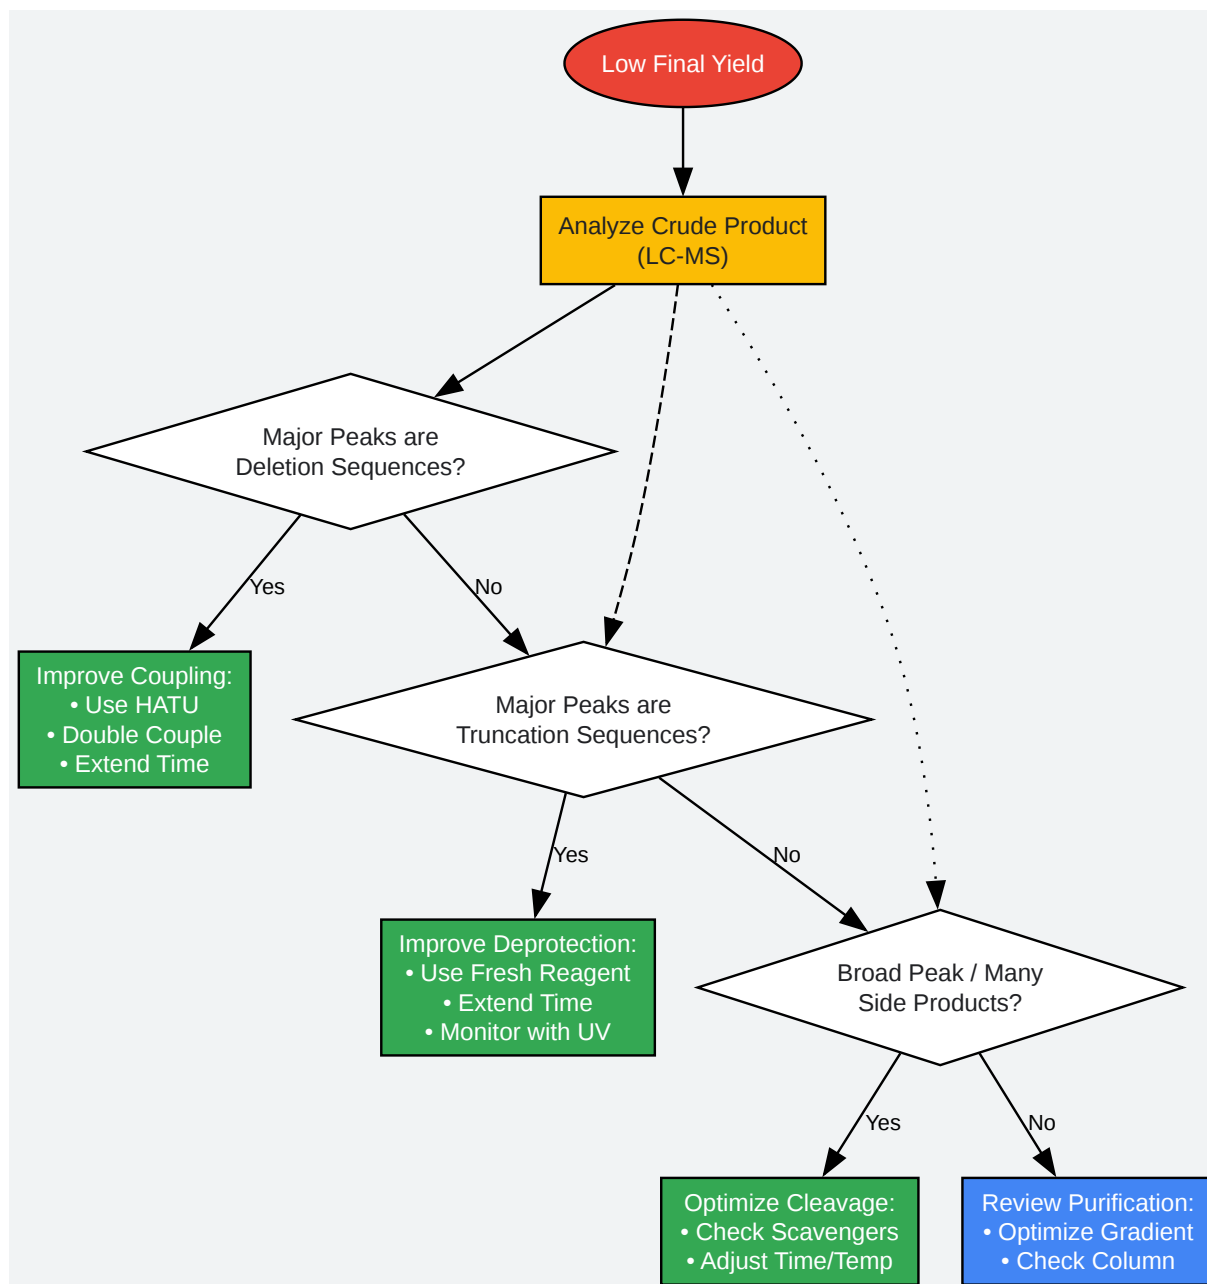 Low Final Yield
Analyze Crude Product
(LC-MS)
Major Peaks are
Deletion Sequences?
Yes
No
Improve Coupling:
• Use HATU
• Double Couple
• Extend Time
Major Peaks are
Truncation Sequences?
Yes
No
Improve Deprotection:
• Use Fresh Reagent
• Extend Time
• Monitor with UV
Broad Peak / Many
Side Products?
Yes
No
Optimize Cleavage:
• Check Scavengers
• Adjust Time/Temp
Review Purification:
• Optimize Gradient
• Check Column